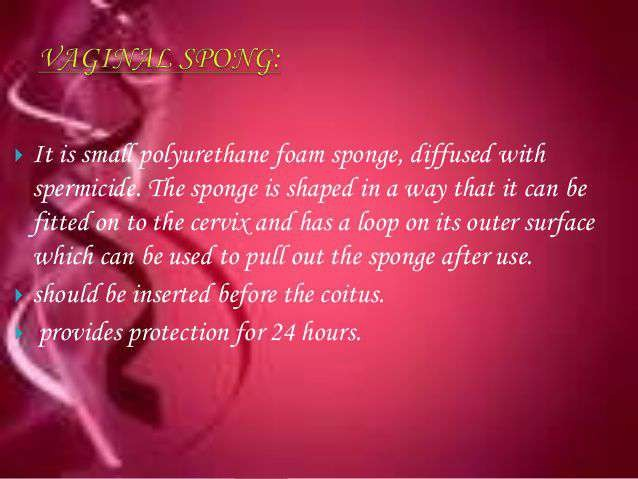 VAGINAL SPONG:
It is small polyurethane foam sponge, diffused with
spermicide. The sponge is shaped in a way that it can be
fitted on to the cervix and has a loop on its outer surface
which can be used to pull out the sponge after use.
should be inserted before the coitus.
provides protection for 24 hours.